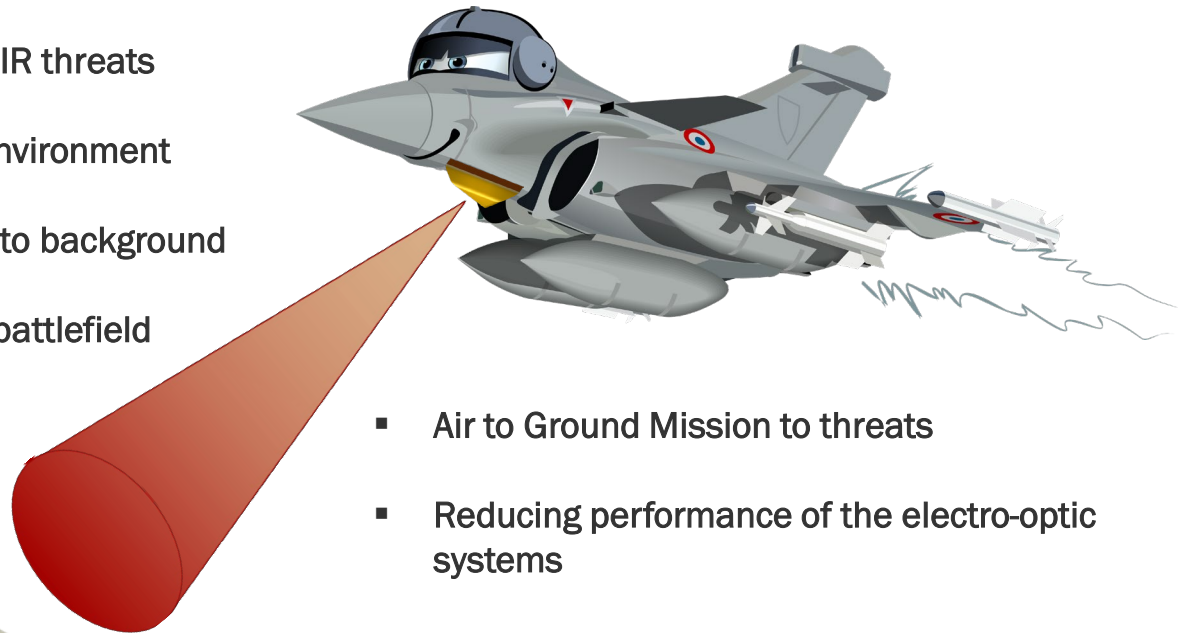 IR threats
nvironment
to background
battlefield
▪ Air to Ground Mission to threats
▪ Reducing performance of the electro-optic
systems